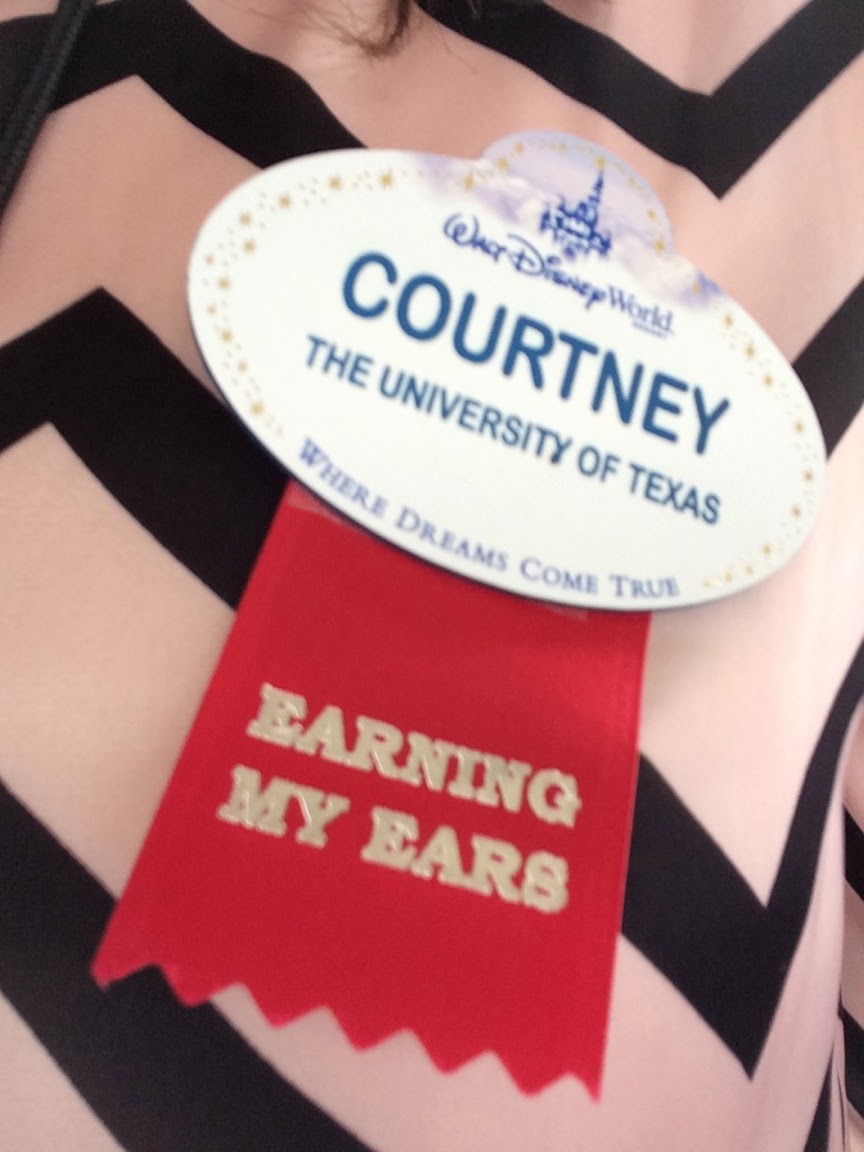 Walt Disney World
COURTNEY
THE UNIVERSITY OF TEXAS
WHERE DREAMS COME TRUE
EARNING
MY EARS